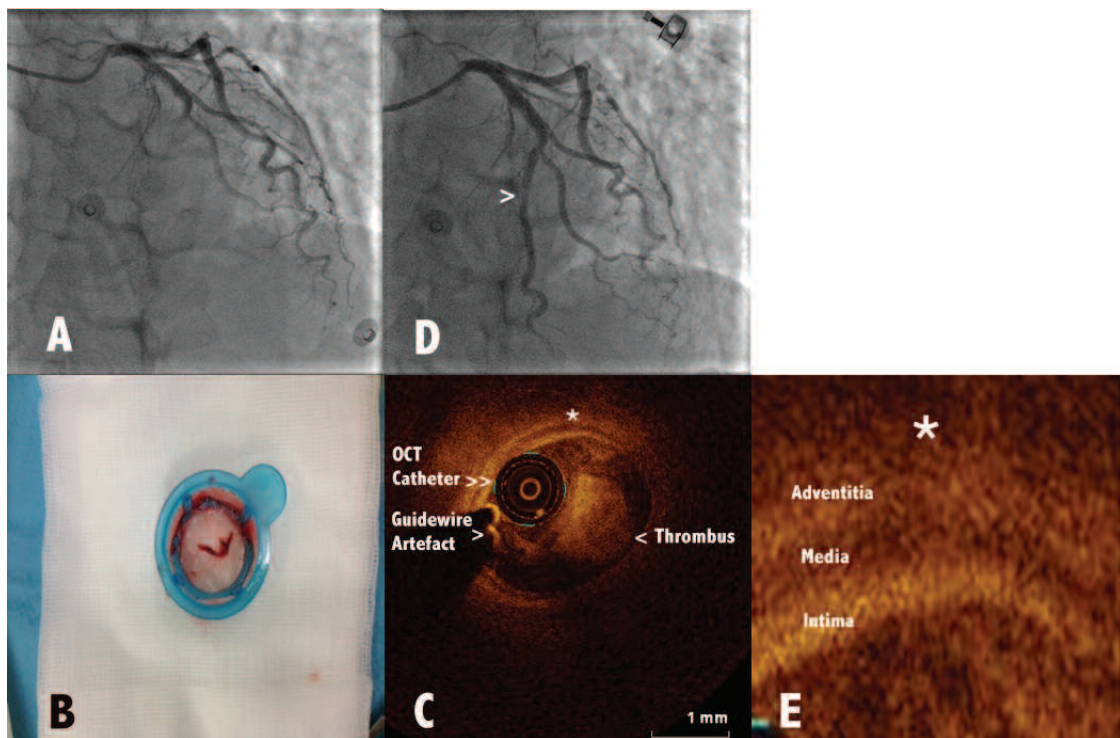 A
>
D
B
*
OCT
Catheter >>
Guidewire
Artefact >
< Thrombus
C
1 mm
*
Adventitia
Media
Intima
E